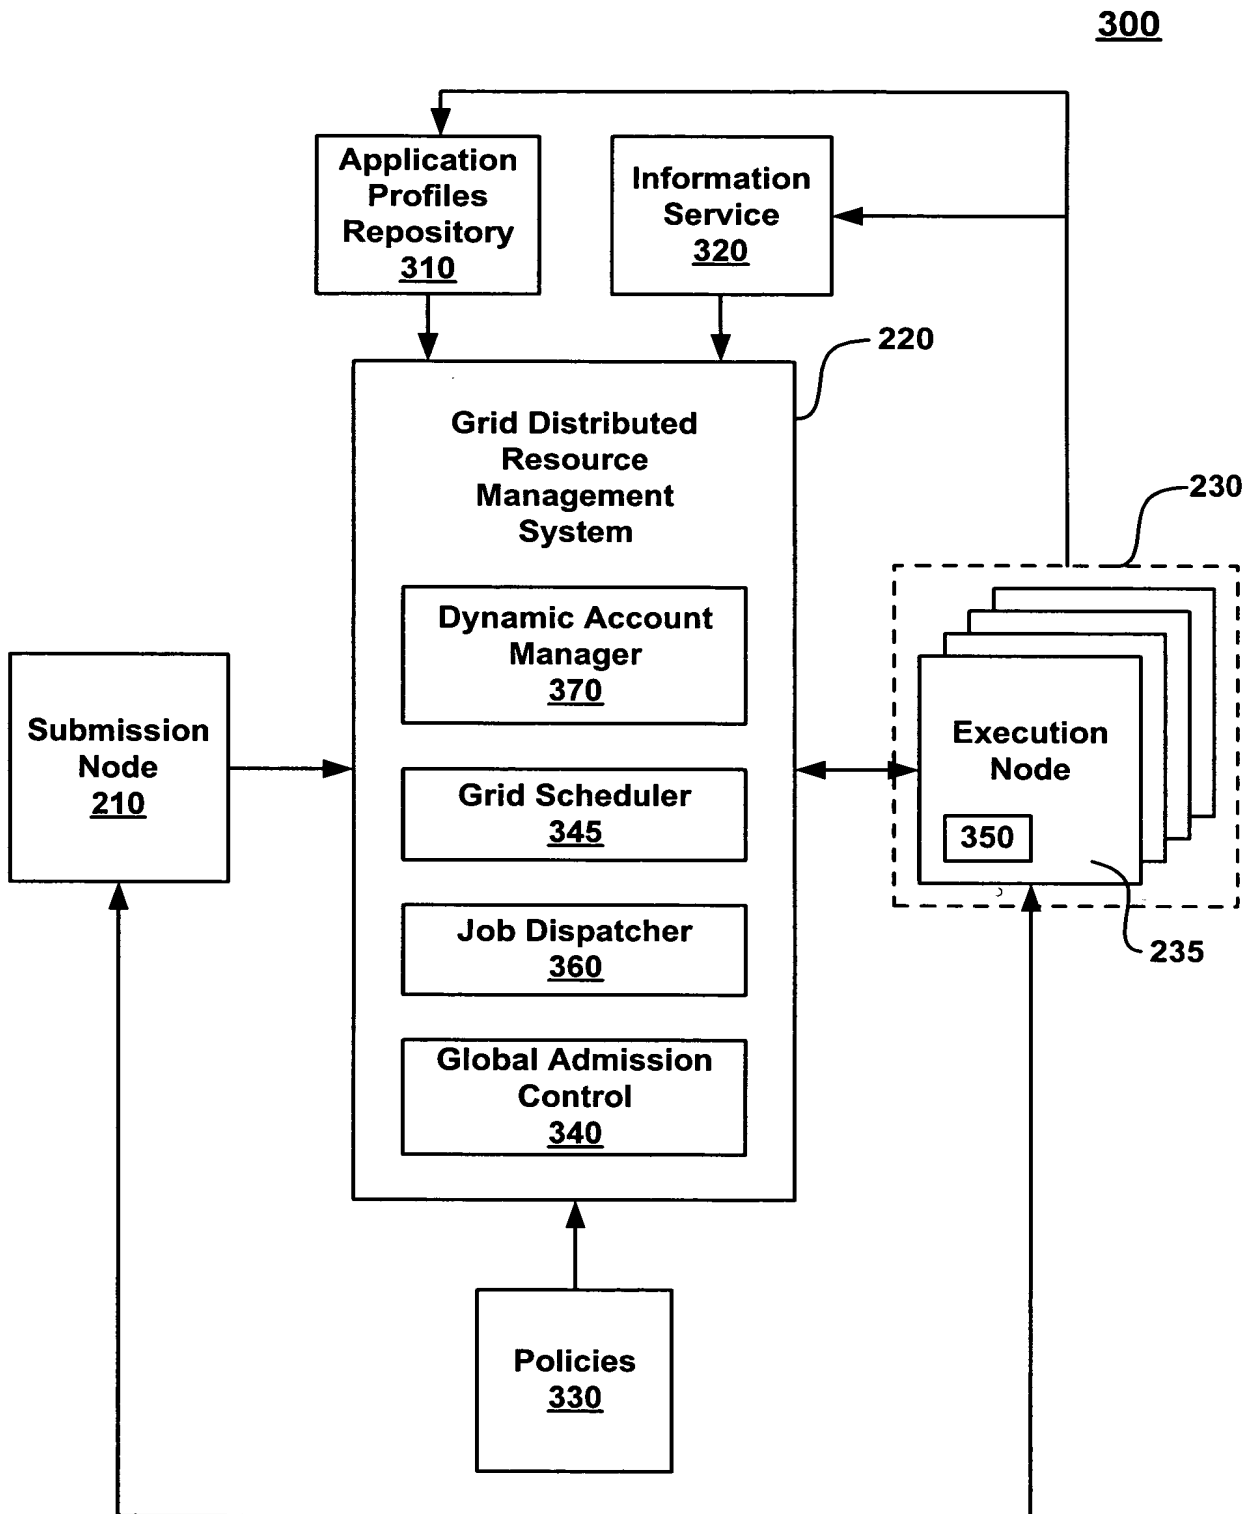 300
Application
Profiles
Repository
310
Information
Service
320
220
Grid Distributed
Resource
Management
System
230
Dynamic Account
Manager
370
Submission
Node
210
Grid Scheduler
345
Execution
Node
350
235
Job Dispatcher
360
Global Admission
Control
340
Policies
330